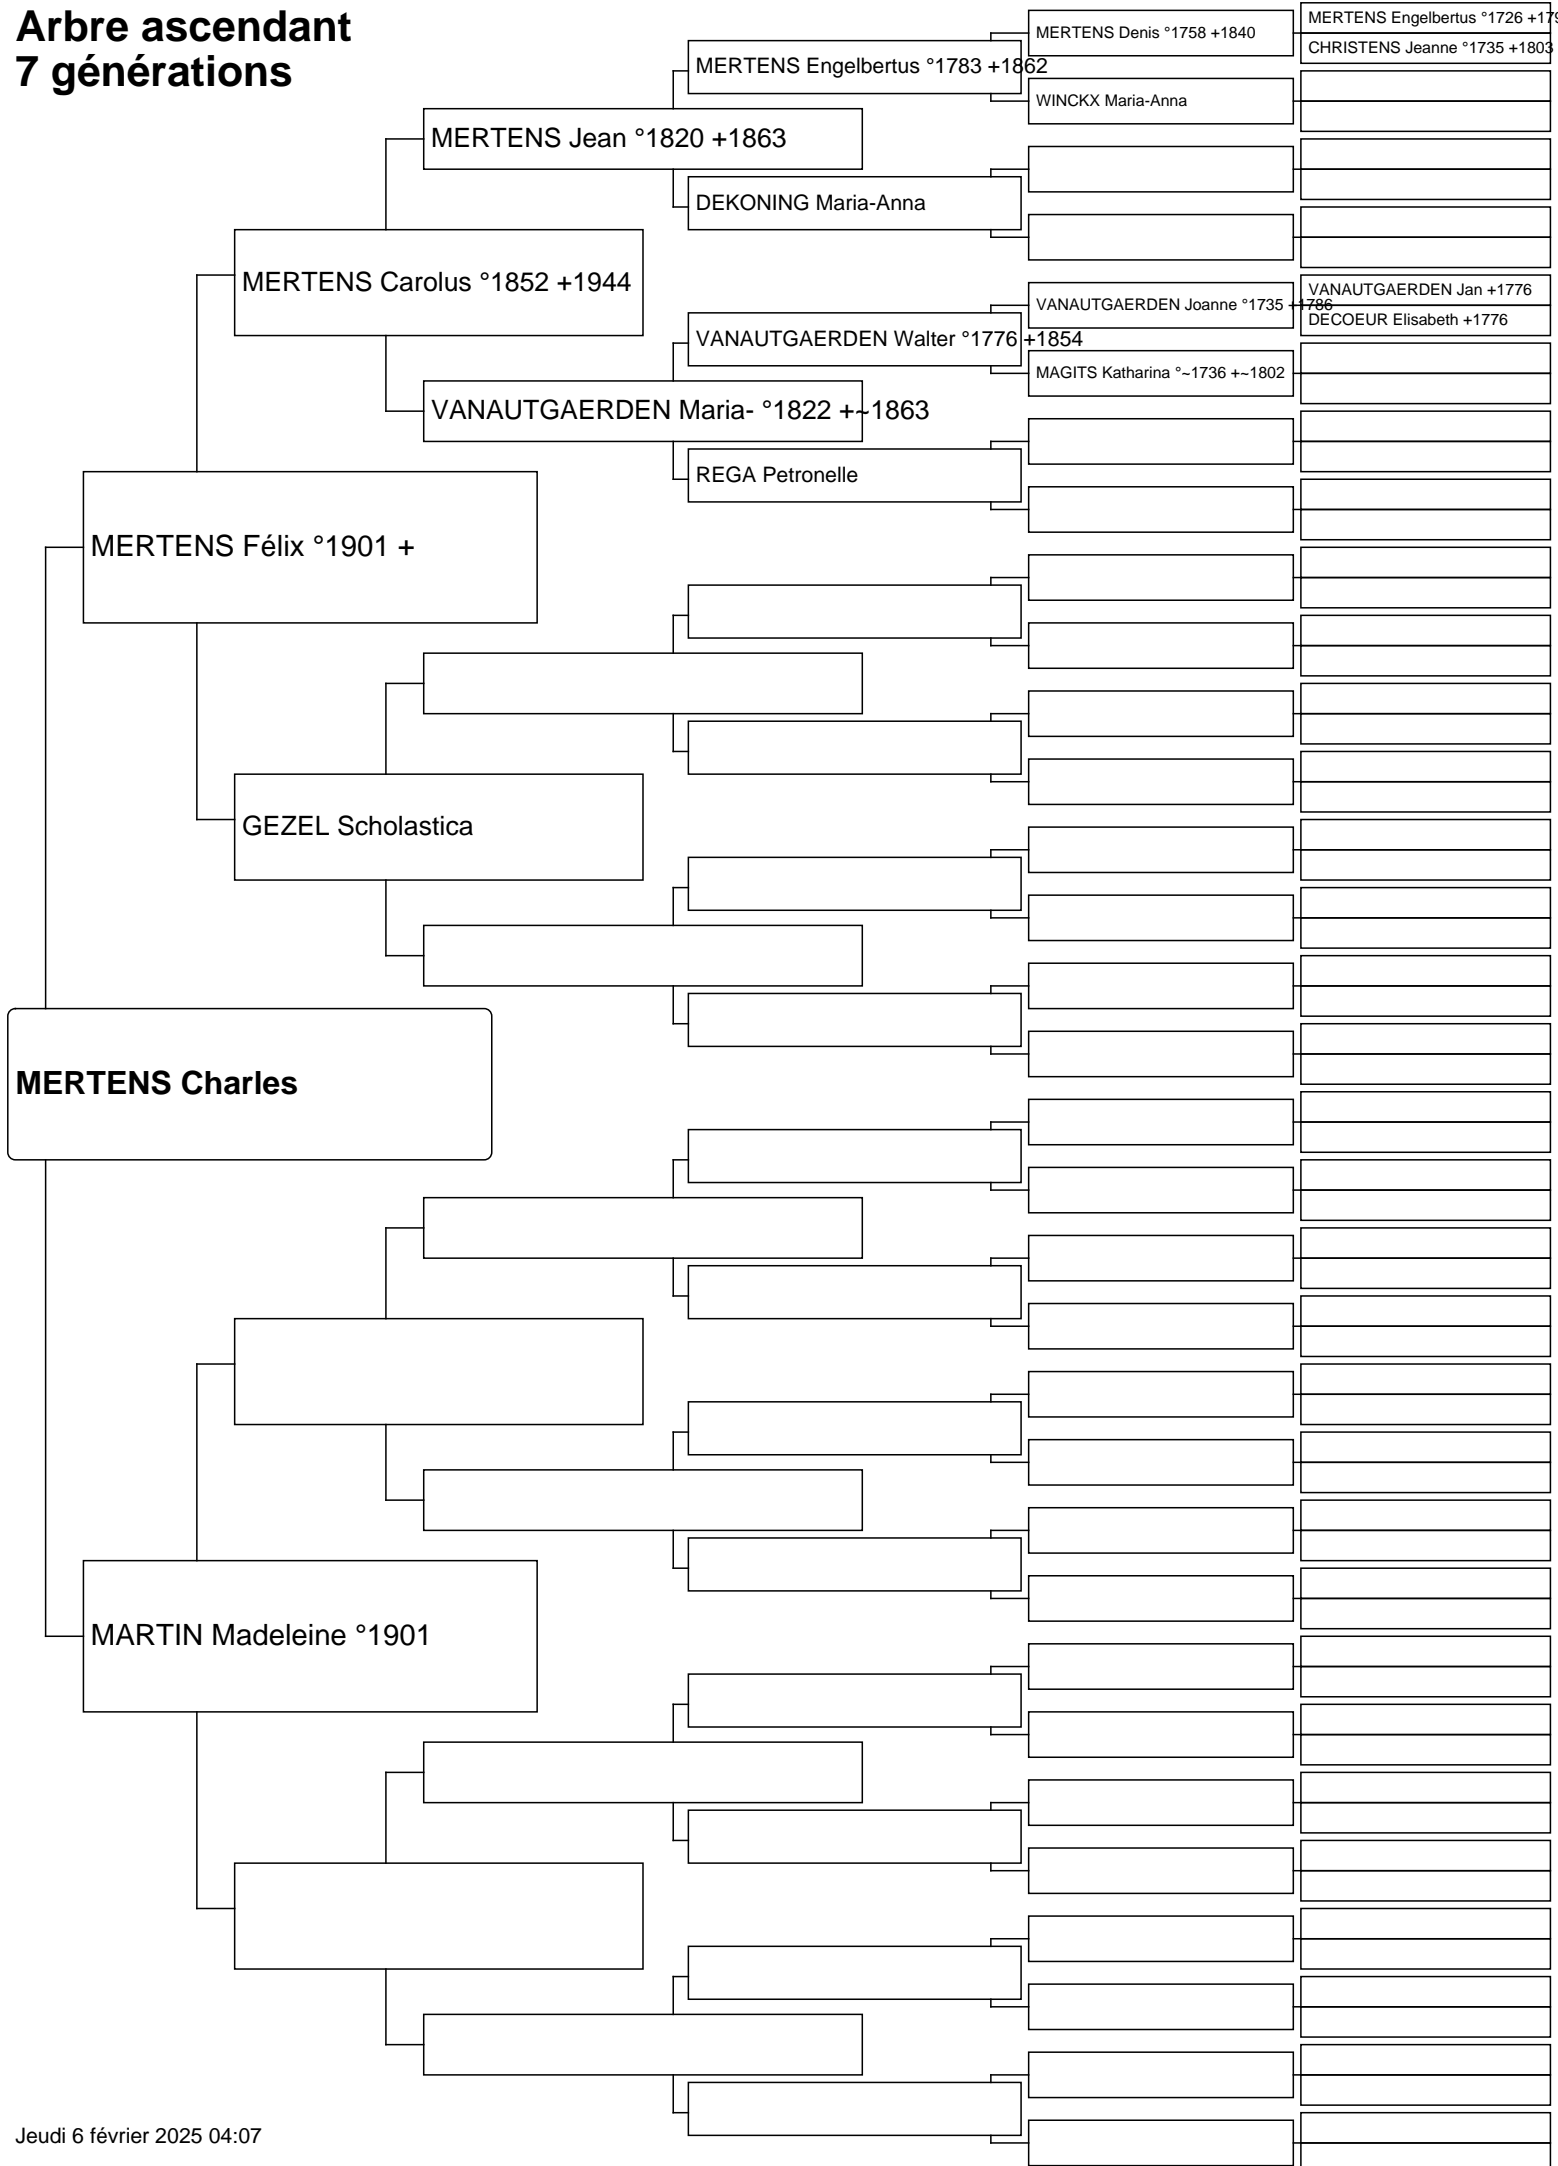 Arbre ascendant
7 générations
MERTENS Charles
MERTENS Félix °1901 +
MARTIN Madeleine °1901
MERTENS Carolus °1852 +1944
GEZEL Scholastica
MERTENS Jean °1820 +1863
VANAUTGAERDEN Maria- °1822 +~1863
MERTENS Engelbertus °1783 +1862
DEKONING Maria-Anna
VANAUTGAERDEN Walter °1776 +1854
REGA Petronelle
MERTENS Denis °1758 +1840
WINCKX Maria-Anna
VANAUTGAERDEN Joanne °1735 +1786
MAGITS Katharina °~1736 +~1802
MERTENS Engelbertus °1726
CHRISTENS Jeanne °1735 +1803
VANAUTGAERDEN Jan +1776
DECOEUR Elisabeth +1776
Jeudi 6 février 2025 04:07